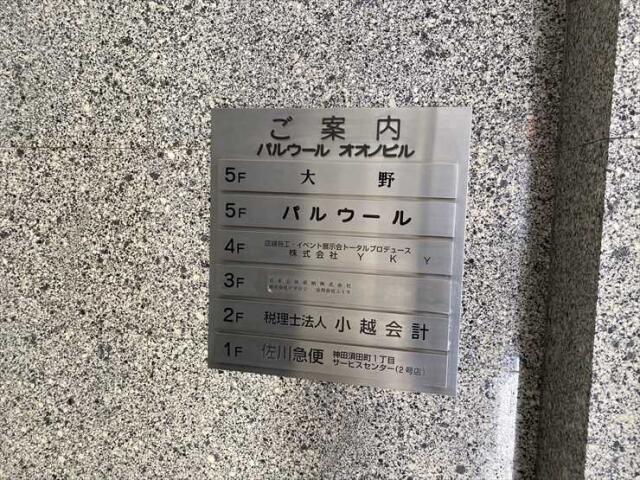 ご案内
パルウール オオノビル
5F 大野
5F パルウール
4F 店舗施工・イベント展示会トータルプロデュース
株式会社 YKY
3F
2F 税理士法人 小越会計
1F 佐川急便 神田須田町1丁目
サービスセンター(2号店)